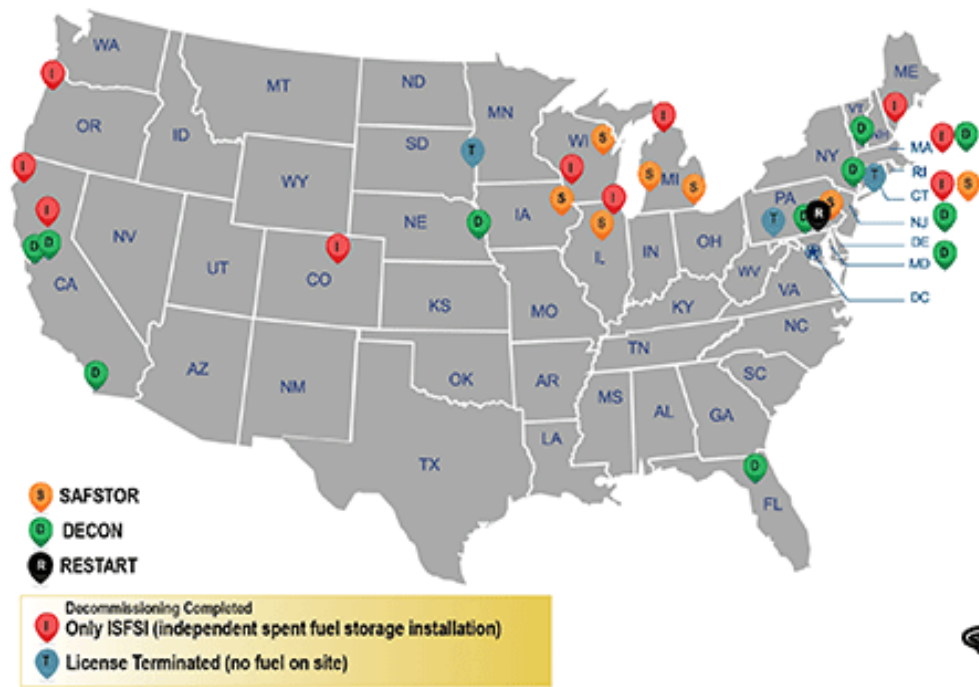 WA
MT
ND
MN
ME
VT
NH
OR
ID
SD
WI
MI
NY
MA
RI
CT
WY
NE
IA
PA
NJ
DE
MD
DC
NV
UT
CO
IL
IN
OH
WV
VA
CA
KS
MO
KY
NC
AZ
NM
OK
AR
TN
SC
MS
AL
GA
TX
LA
FL
I
I
I
I
I
I
I
I
I
I
S
S
S
S
S
S
S
D
D
D
D
D
D
D
D
D
D
D
T
T
T
R
S SAFSTOR
D DECON
R RESTART
Decommissioning Completed
I Only ISFSI (independent spent fuel storage installation)
T License Terminated (no fuel on site)